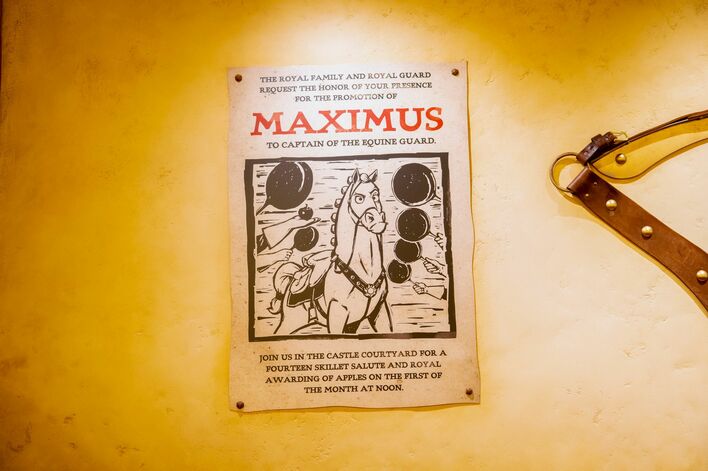 THE ROYAL FAMILY AND ROYAL GUARD
REQUEST THE HONOR OF YOUR PRESENCE
FOR THE PROMOTION OF
MAXIMUS
TO CAPTAIN OF THE EQUINE GUARD.
JOIN US IN THE CASTLE COURTYARD FOR A
FOURTEEN SKILLET SALUTE AND ROYAL
AWARDING OF APPLES ON THE FIRST OF
THE MONTH AT NOON.